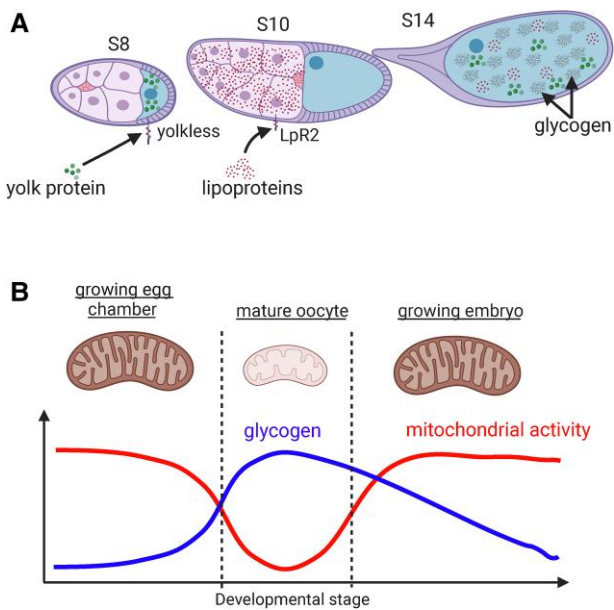 A
S8
S10
S14
yolkless
LpR2
glycogen
yolk protein
lipoproteins
B
growing egg
chamber
mature oocyte
growing embryo
glycogen
mitochondrial activity
Developmental stage